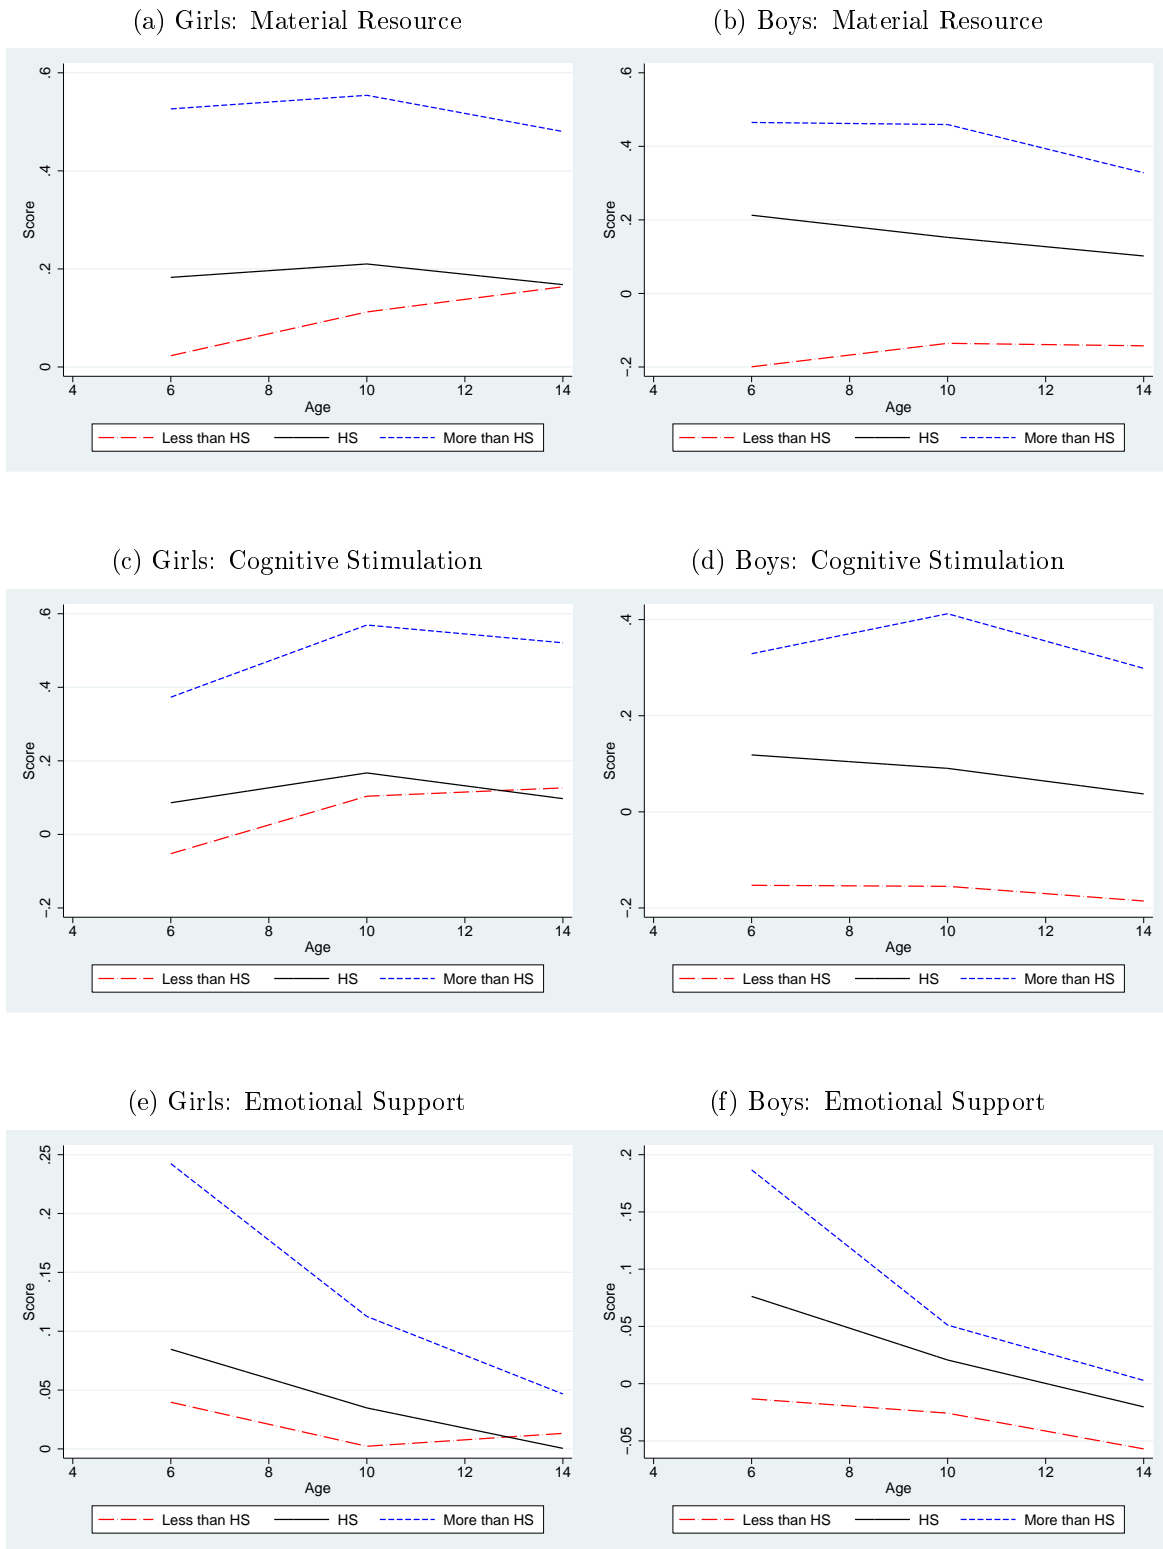 (a) Girls: Material Resource
.6
.4
.2
0
Score
4 6 8 10 12 14
Age
Less than HS HS More than HS
(b) Boys: Material Resource
.6
.4
.2
0
-.2
Score
4 6 8 10 12 14
Age
Less than HS HS More than HS
(c) Girls: Cognitive Stimulation
.6
.4
.2
0
-.2
Score
4 6 8 10 12 14
Age
Less than HS HS More than HS
(d) Boys: Cognitive Stimulation
.4
.2
0
-.2
Score
4 6 8 10 12 14
Age
Less than HS HS More than HS
(e) Girls: Emotional Support
.25
.2
.15
.1
.05
0
Score
4 6 8 10 12 14
Age
Less than HS HS More than HS
(f) Boys: Emotional Support
.2
.15
.1
.05
0
-.05
Score
4 6 8 10 12 14
Age
Less than HS HS More than HS